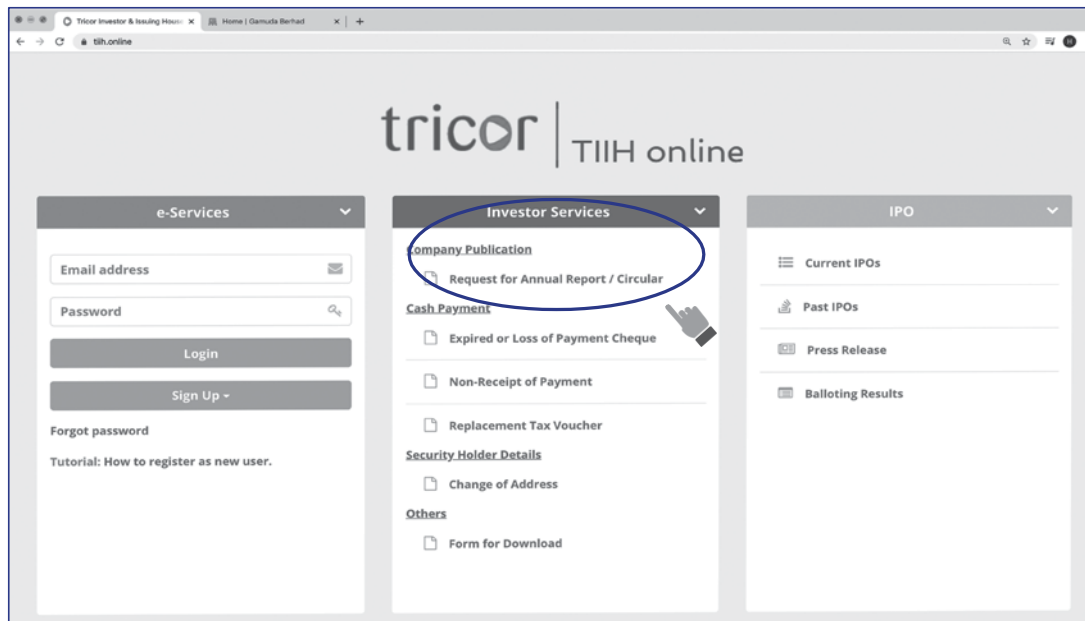 Tricor Investor & Issuing House
Home | Gamuda Berhad
tiih.online
H
tricor
TIIH online
e-Services
Email address
Password
Login
Sign Up
Forgot password
Tutorial: How to register as new user.
Investor Services
Company Publication
Request for Annual Report / Circular
Cash Payment
Expired or Loss of Payment Cheque
Non-Receipt of Payment
Replacement Tax Voucher
Security Holder Details
Change of Address
Others
Form for Download
IPO
Current IPOs
Past IPOs
Press Release
Balloting Results